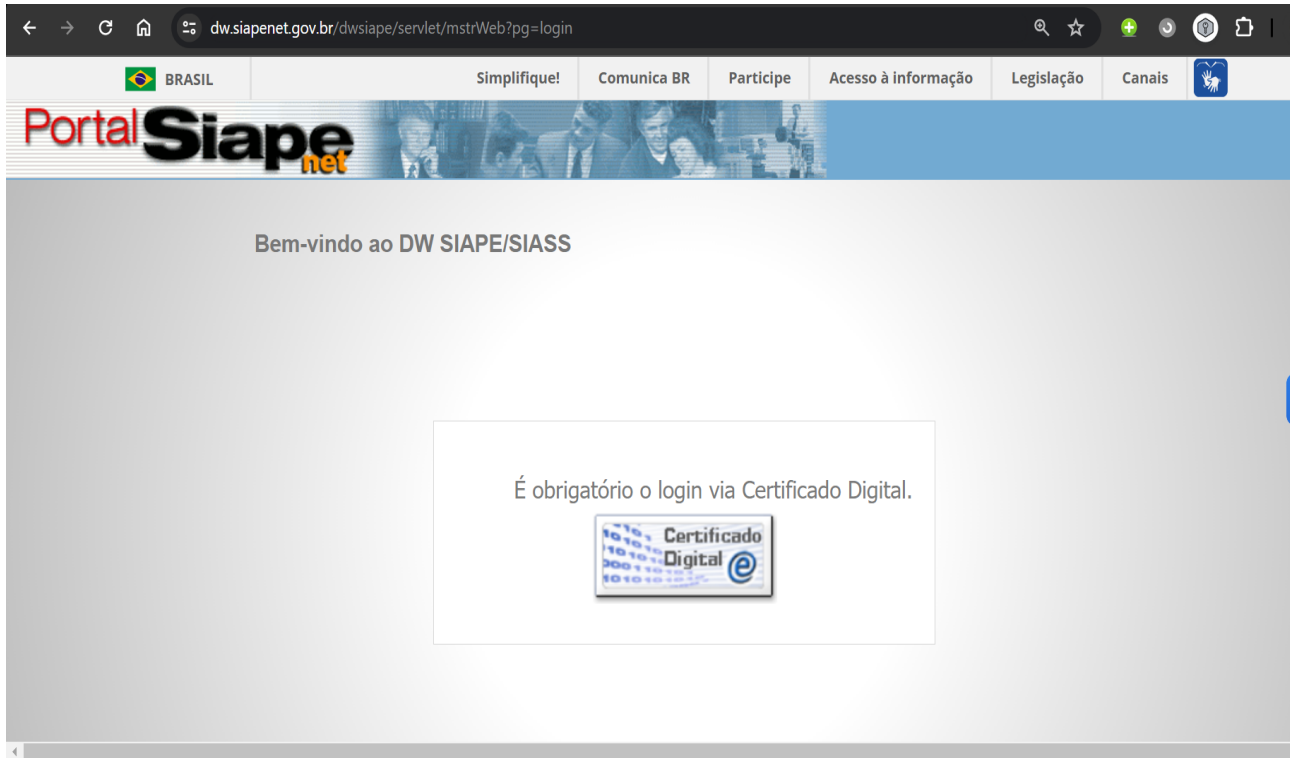 dw.siapenet.gov.br/dwsiape/servlet/mstrWeb?pg=login
BRASIL Simplifique! Comunica BR Participe Acesso à informação Legislação Canais
Portal Siape
net
Bem-vindo ao DW SIAPE/SIASS
É obrigatório o login via Certificado Digital.
Certificado
Digital